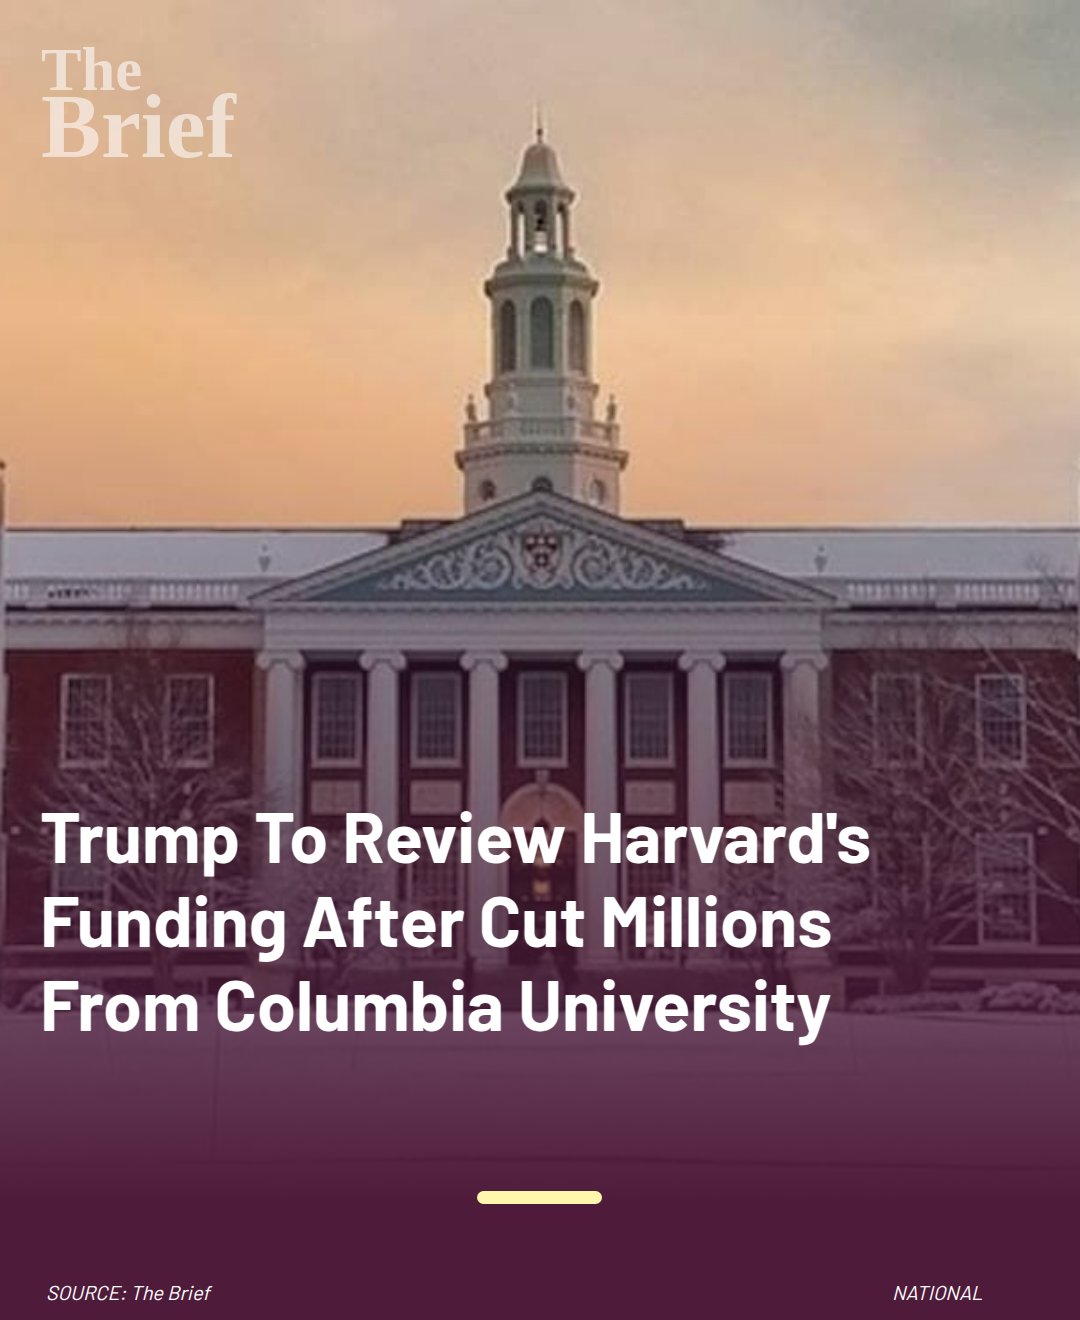 The
Brief
Trump To Review Harvard's
Funding After Cut Millions
From Columbia University
SOURCE: The Brief
NATIONAL